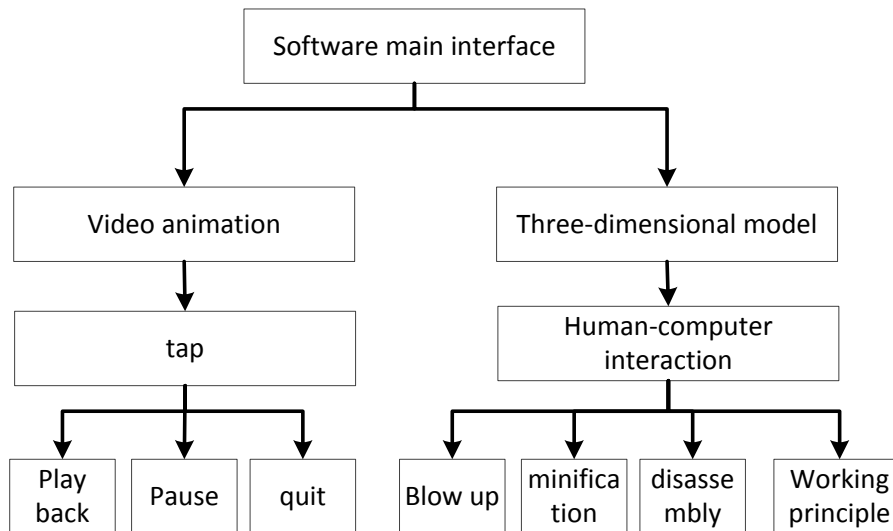 Software main interface
Video animation
Three-dimensional model
tap
Human-computer
interaction
Play
back
Pause
quit
Blow up
minifica
tion
disasse
mbly
Working
principle